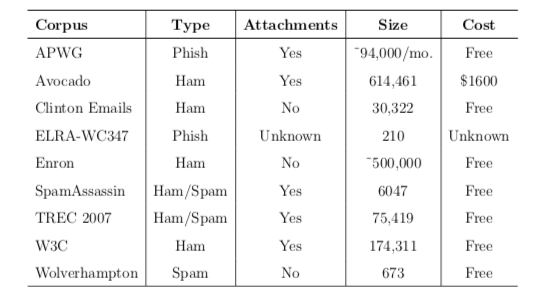 Corpus Type Attachments Size Cost
APWG Phish Yes ~94,000/mo. Free
Avocado Ham Yes 614,461 $1600
Clinton Emails Ham No 30,322 Free
ELRA-WC347 Phish Unknown 210 Unknown
Enron Ham No ~500,000 Free
SpamAssassin Ham/Spam Yes 6047 Free
TREC 2007 Ham/Spam Yes 75,419 Free
W3C Ham Yes 174,311 Free
Wolverhampton Spam No 673 Free